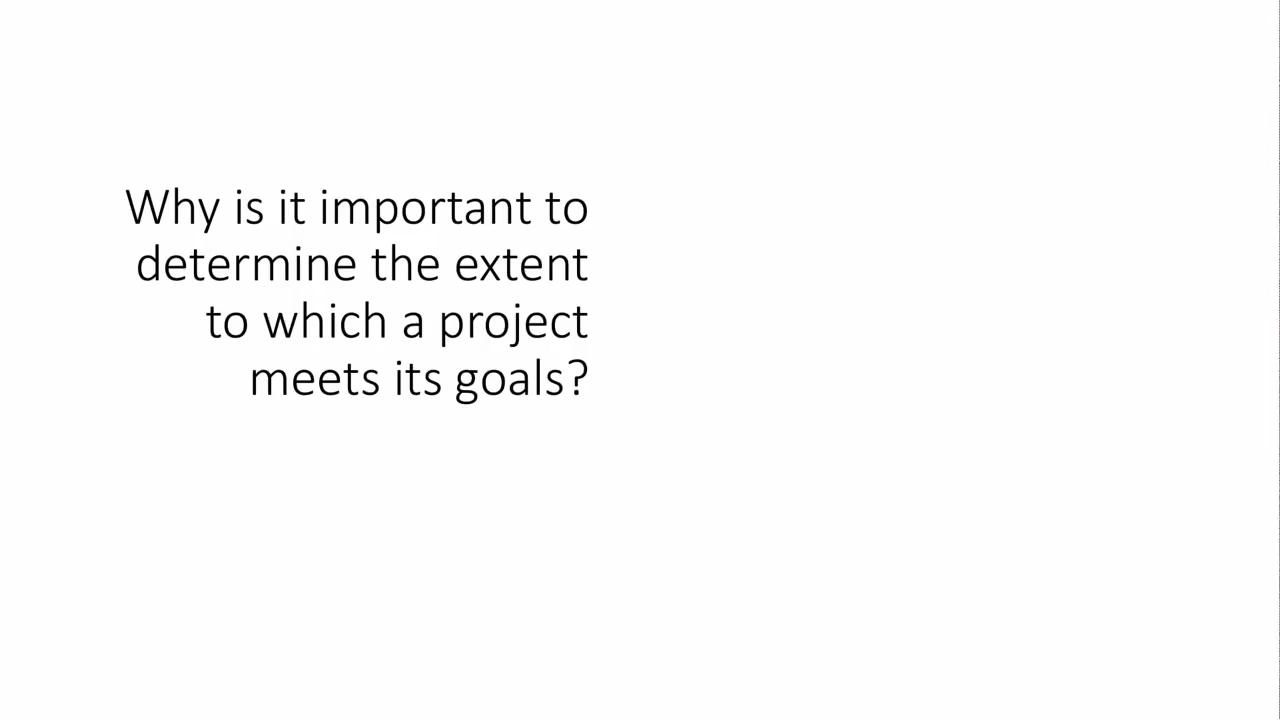 Why is it important to
determine the extent
to which a project
meets its goals?